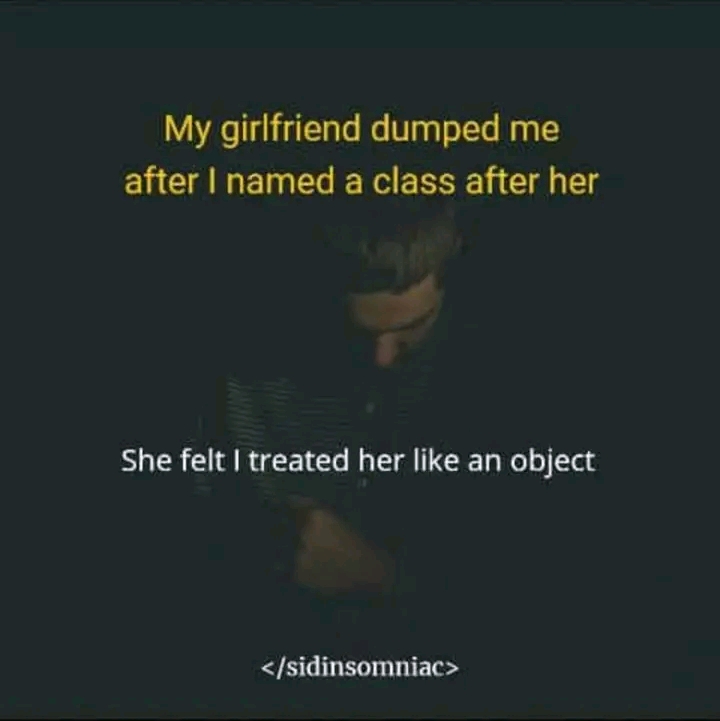 My girlfriend dumped me
after I named a class after her
She felt I treated her like an object
</sidinsomniac>